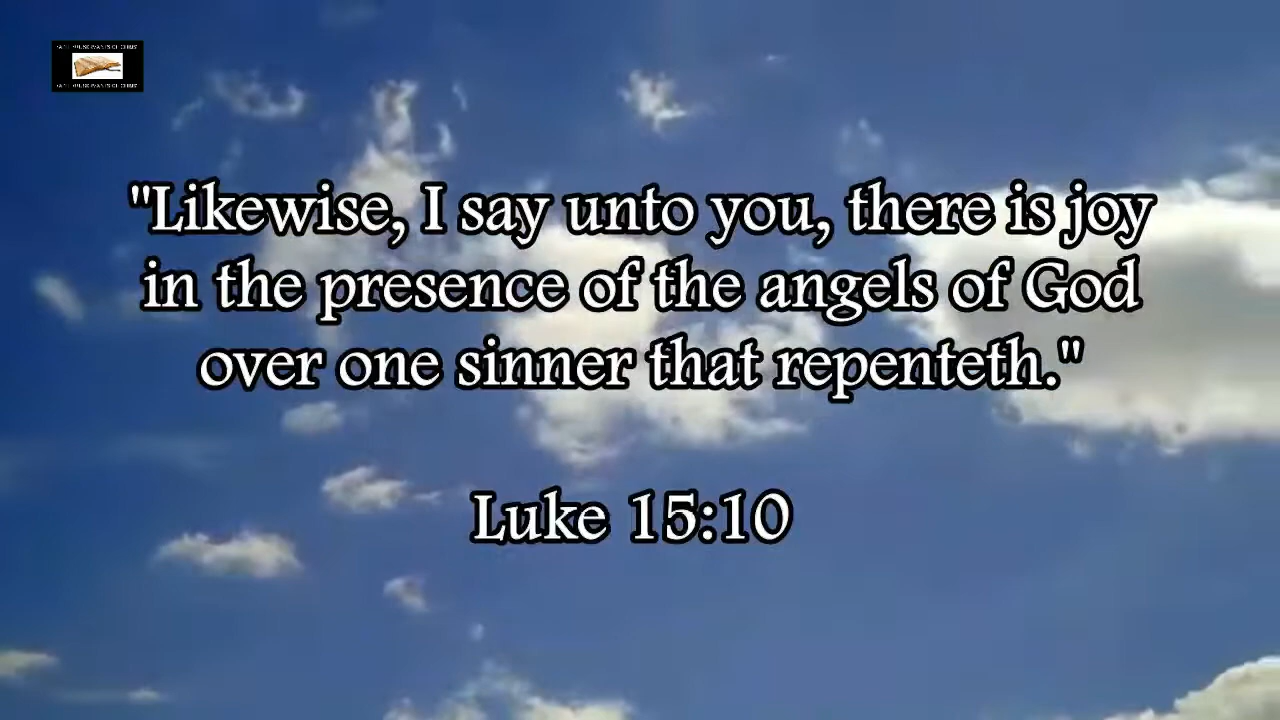 "Likewise, I say unto you, there is joy
in the presence of the angels of God
over one sinner that repenteth."
Luke 15:10